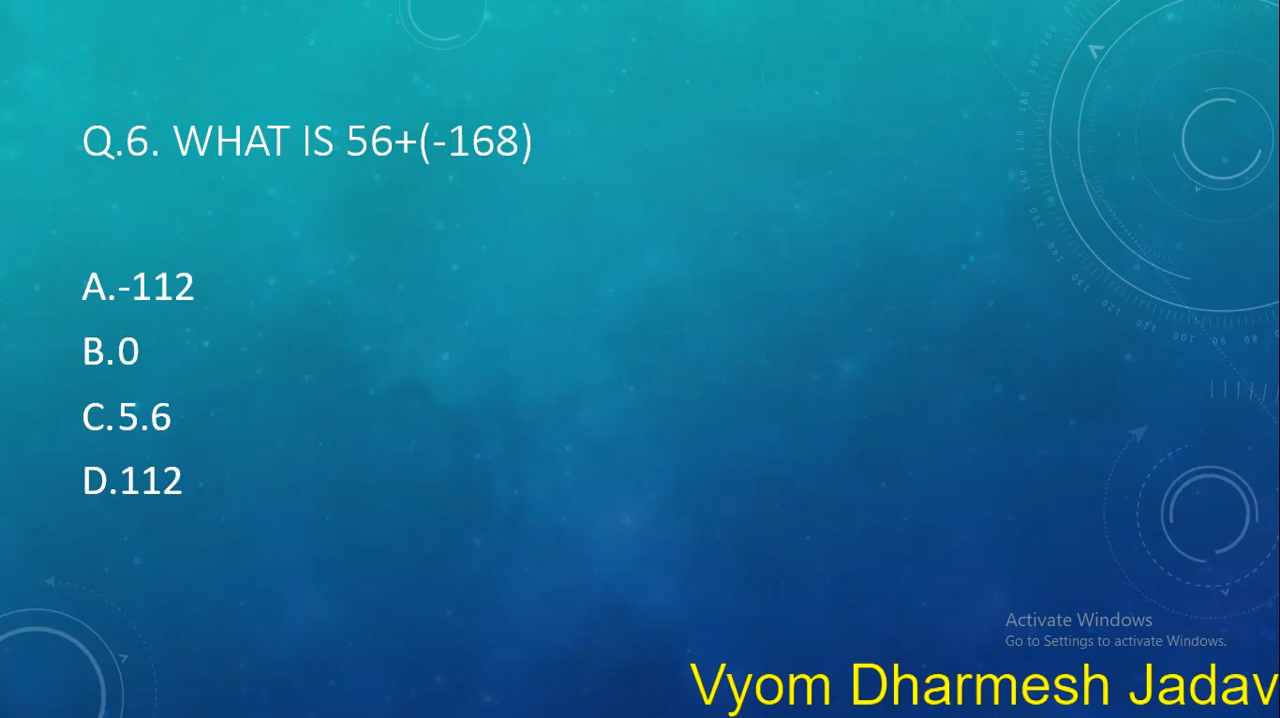 Q.6. WHAT IS 56+(-168)
A.-112
B.0
C.5.6
D.112
Activate Windows
Go to Settings to activate Windows.
Vyom Dharmesh Jadav